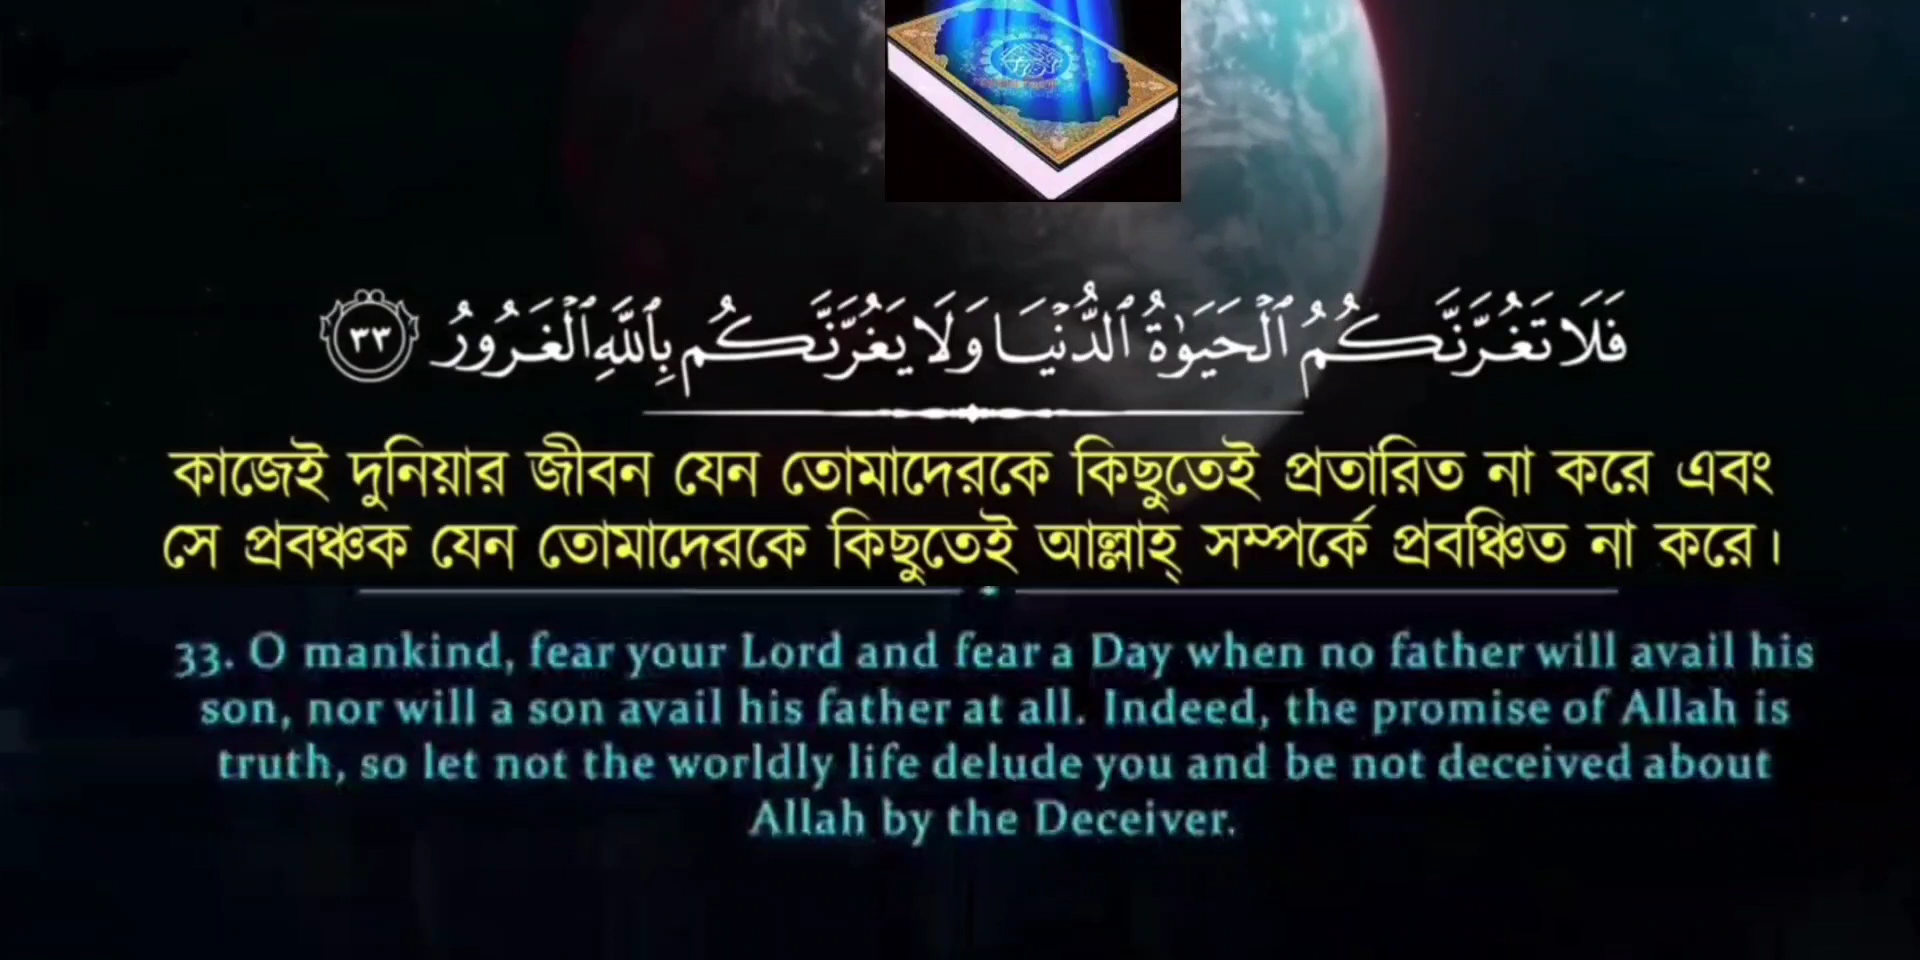 فَلَا تَغُرَّنَّكُمُ ٱلْحَيَوٰةُ ٱلدُّنْيَا وَلَا يَغُرَّنَّكُم بِٱللَّهِ ٱلْغَرُورُ ٣٣
কাজেই দুনিয়ার জীবন যেন তোমাদেরকে কিছুতেই প্রতারিত না করে এবং
সে প্রবঞ্চক যেন তোমাদেরকে কিছুতেই আল্লাহ্ সম্পর্কে প্রবঞ্চিত না করে।
33. O mankind, fear your Lord and fear a Day when no father will avail his
son, nor will a son avail his father at all. Indeed, the promise of Allah is
truth, so let not the worldly life delude you and be not deceived about
Allah by the Deceiver.